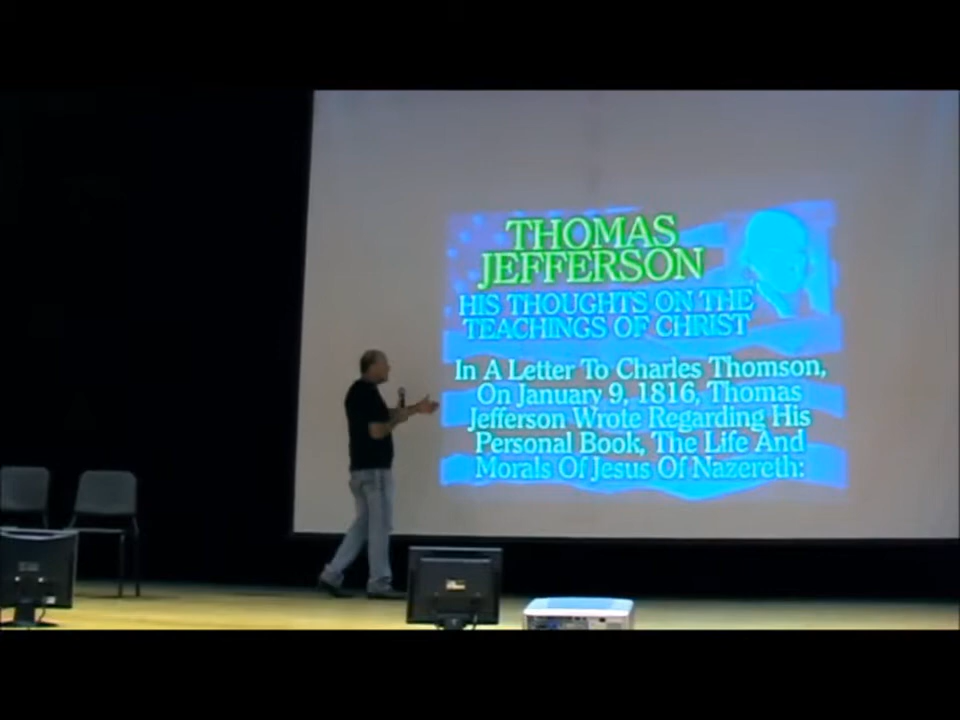 THOMAS
JEFFERSON
HIS THOUGHTS ON THE
TEACHINGS OF CHRIST
In A Letter To Charles Thomson,
On January 9, 1816, Thomas
Jefferson Wrote Regarding His
Personal Book, The Life And
Morals Of Jesus Of Nazereth: